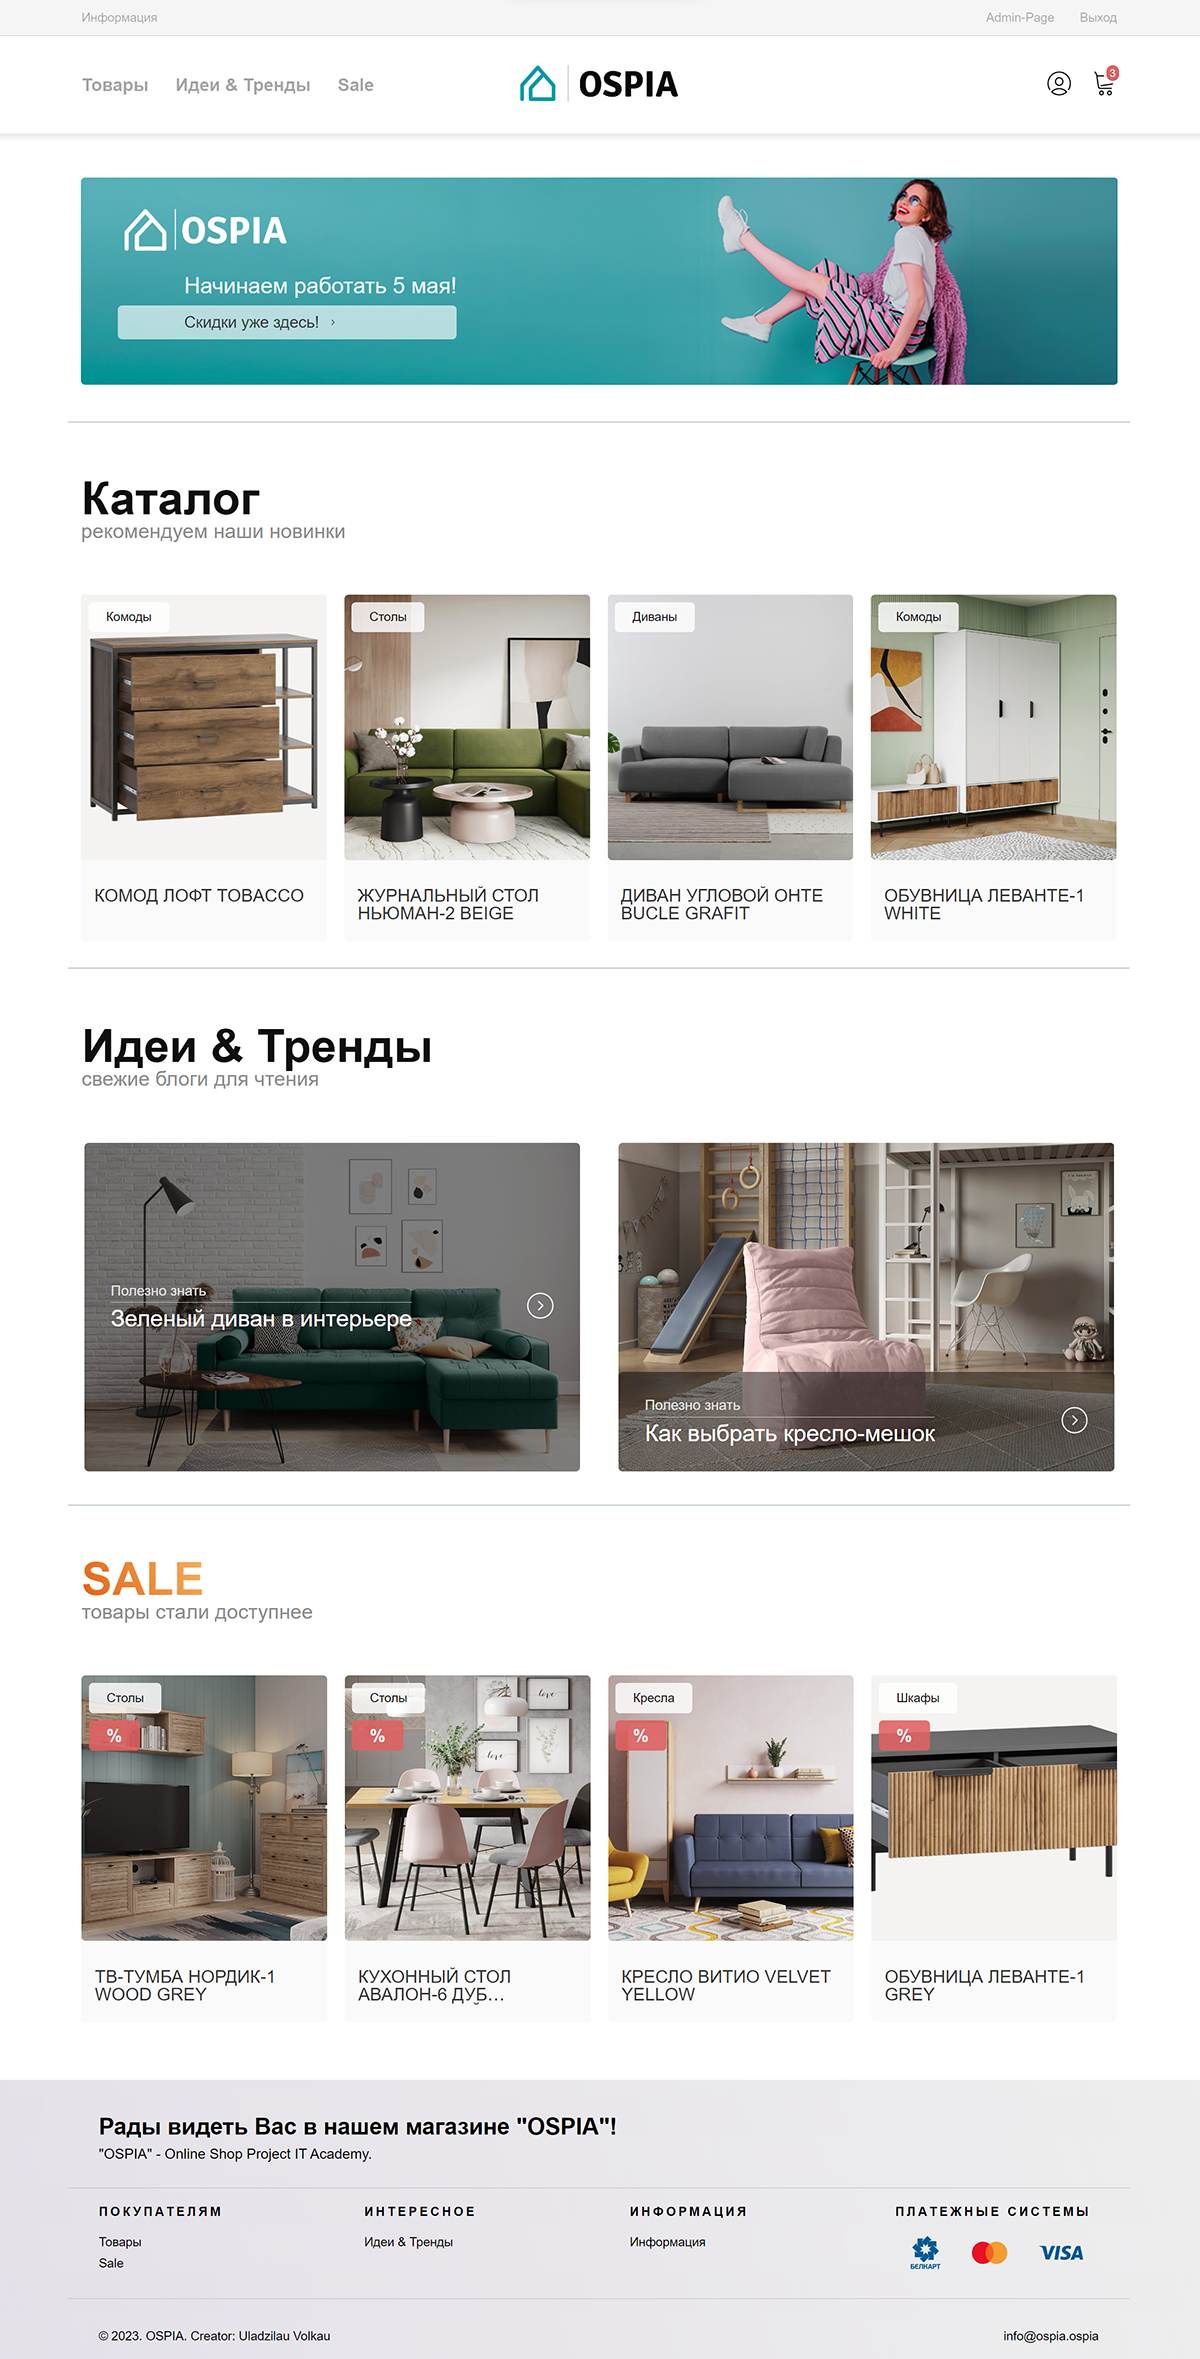 Информация
Admin-Page
Выход
Товары
Идеи & Тренды
Sale
OSPIA
3
OSPIA
Начинаем работать 5 мая!
Скидки уже здесь! ›
Каталог
рекомендуем наши новинки
Комоды
Столы
Диваны
Комоды
КОМОД ЛОФТ TOBACCO
ЖУРНАЛЬНЫЙ СТОЛ
НЬЮМАН-2 BEIGE
ДИВАН УГЛОВОЙ ОНТЕ
BUCLE GRAFIT
ОБУВНИЦА ЛЕВАНТЕ-1
WHITE
Идеи & Тренды
свежие блоги для чтения
Полезно знать
Зеленый диван в интерьере
Полезно знать
Как выбрать кресло-мешок
SALE
товары стали доступнее
Столы
%
Столы
%
love
love
Кресла
%
Шкафы
%
ТВ-ТУМБА НОРДИК-1
WOOD GREY
КУХОННЫЙ СТОЛ
АВАЛОН-6 ДУБ...
КРЕСЛО ВИТИО VELVET
YELLOW
ОБУВНИЦА ЛЕВАНТЕ-1
GREY
Рады видеть Вас в нашем магазине "OSPIA"!
"OSPIA" - Online Shop Project IT Academy.
ПОКУПАТЕЛЯМ
Товары
Sale
ИНТЕРЕСНОЕ
Идеи & Тренды
ИНФОРМАЦИЯ
Информация
ПЛАТЕЖНЫЕ СИСТЕМЫ
БЕЛКАРТ
VISA
© 2023. OSPIA. Creator: Uladzilau Volkau
info@ospia.ospia